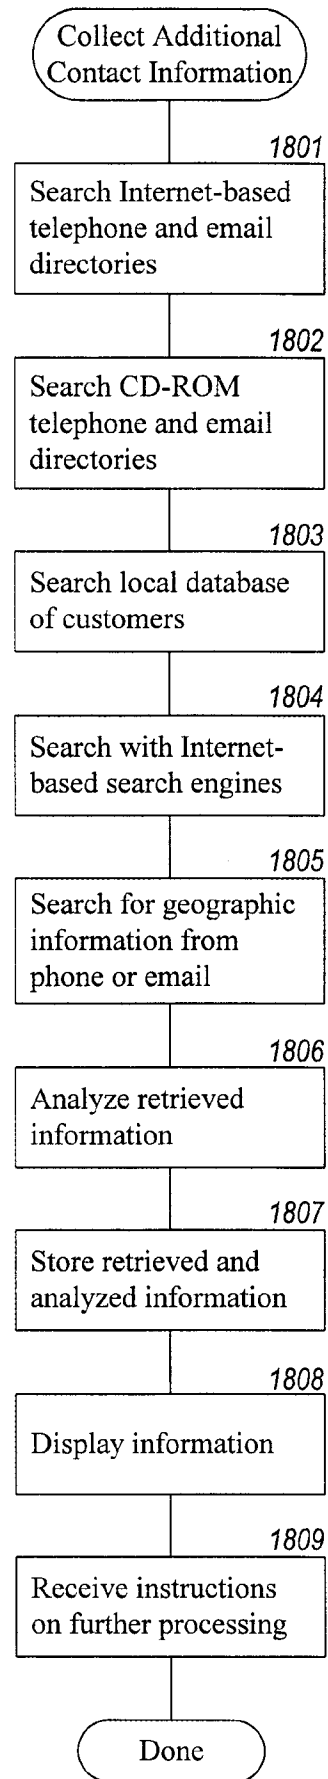 Collect Additional
Contact Information
1801
Search Internet-based
telephone and email
directories
1802
Search CD-ROM
telephone and email
directories
1803
Search local database
of customers
1804
Search with Internet-
based search engines
1805
Search for geographic
information from
phone or email
1806
Analyze retrieved
information
1807
Store retrieved and
analyzed information
1808
Display information
1809
Receive instructions
on further processing
Done